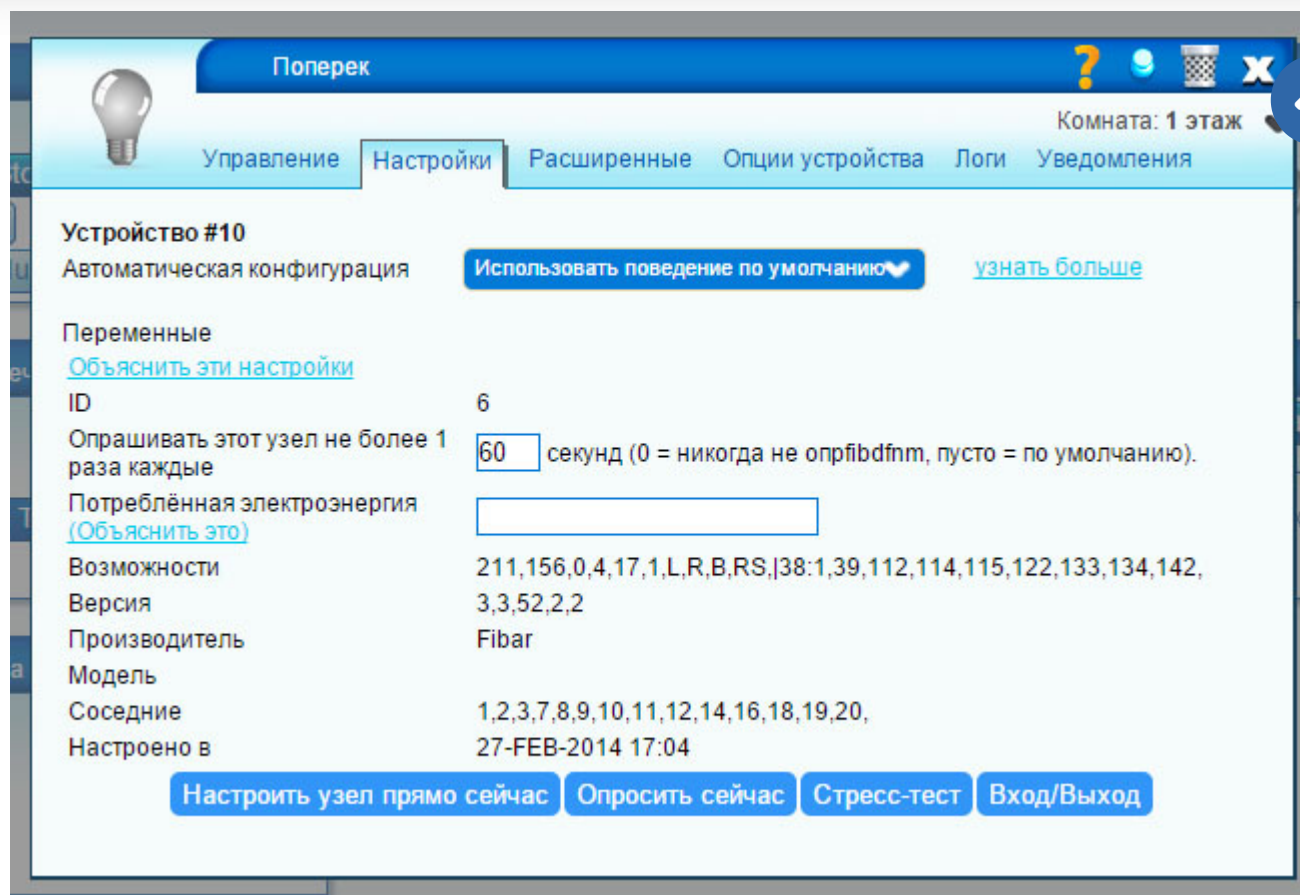 Поперек
Комната: 1 этаж
Управление Настройки Расширенные Опции устройства Логи Уведомления
Устройство #10
Автоматическая конфигурация Использовать поведение по умолчанию узнать больше
Переменные
Объяснить эти настройки
ID 6
Опрашивать этот узел не более 1
раза каждые 60 секунд (0 = никогда не onpfibdfnm, пусто = по умолчанию).
Потреблённая электроэнергия
(Объяснить это)
Возможности 211,156,0,4,17,1,L,R,B,RS,|38:1,39,112,114,115,122,133,134,142,
Версия 3,3,52,2,2
Производитель Fibar
Модель
Соседние 1,2,3,7,8,9,10,11,12,14,16,18,19,20,
Настроено в 27-FEB-2014 17:04
Настроить узел прямо сейчас Опросить сейчас Стресс-тест Вход/Выход